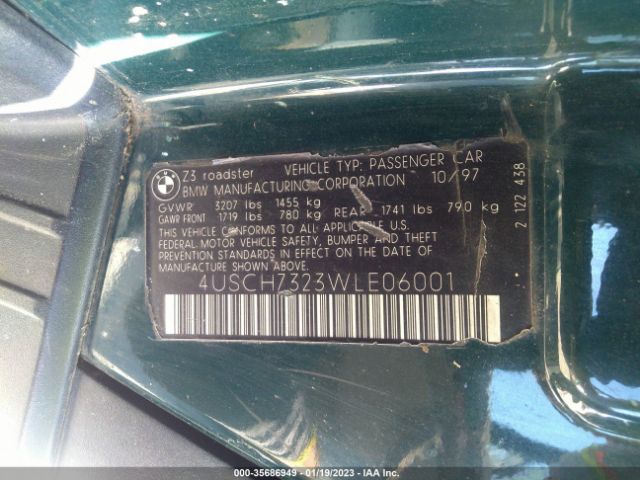 Z3 roadster VEHICLE TYP: PASSENGER CAR
BMW MANUFACTURING CORPORATION 10/97
GVWR 3207 lbs 1455 kg
GAWR FRONT 1719 lbs 780 kg REAR 1741 lbs 790 kg
THIS VEHICLE CONFORMS TO ALL APPLICABLE U.S.
FEDERAL MOTOR VEHICLE SAFETY, BUMPER AND THEFT
PREVENTION STANDARDS IN EFFECT ON THE DATE OF
MANUFACTURE SHOWN ABOVE.
4USCH7323WLE06001
2 122 438
000-35686949 - 01/19/2023 - IAA Inc.